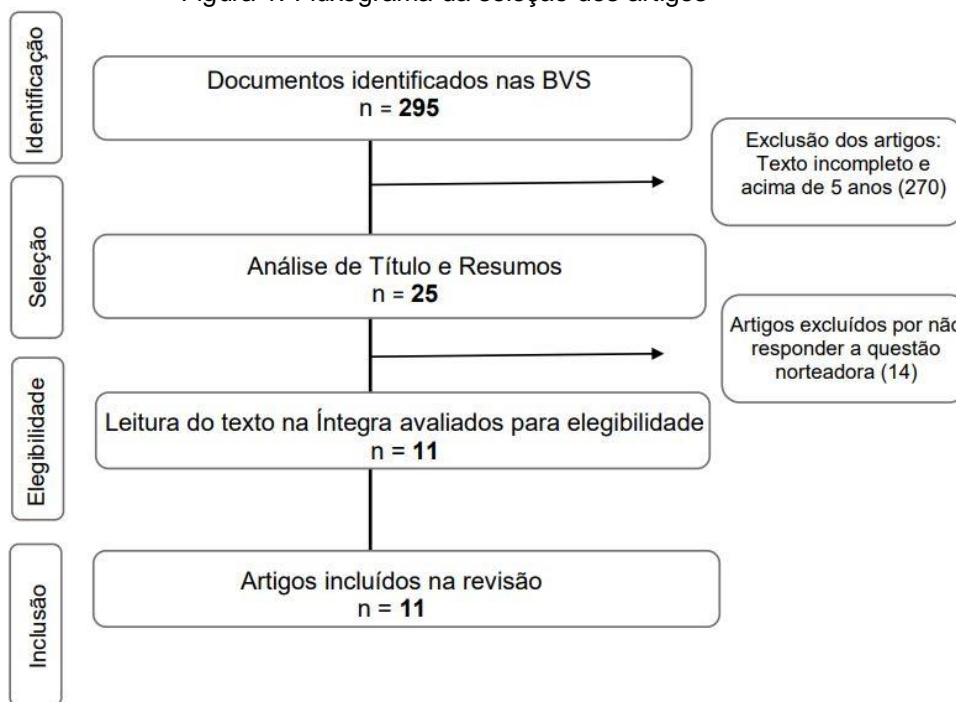 Identificação
Documentos identificados nas BVS
n = 295
Exclusão dos artigos:
Texto incompleto e
acima de 5 anos (270)
Seleção
Análise de Título e Resumos
n = 25
Artigos excluídos por não
responder a questão
norteadora (14)
Elegibilidade
Leitura do texto na Íntegra avaliados para elegibilidade
n = 11
Inclusão
Artigos incluídos na revisão
n = 11